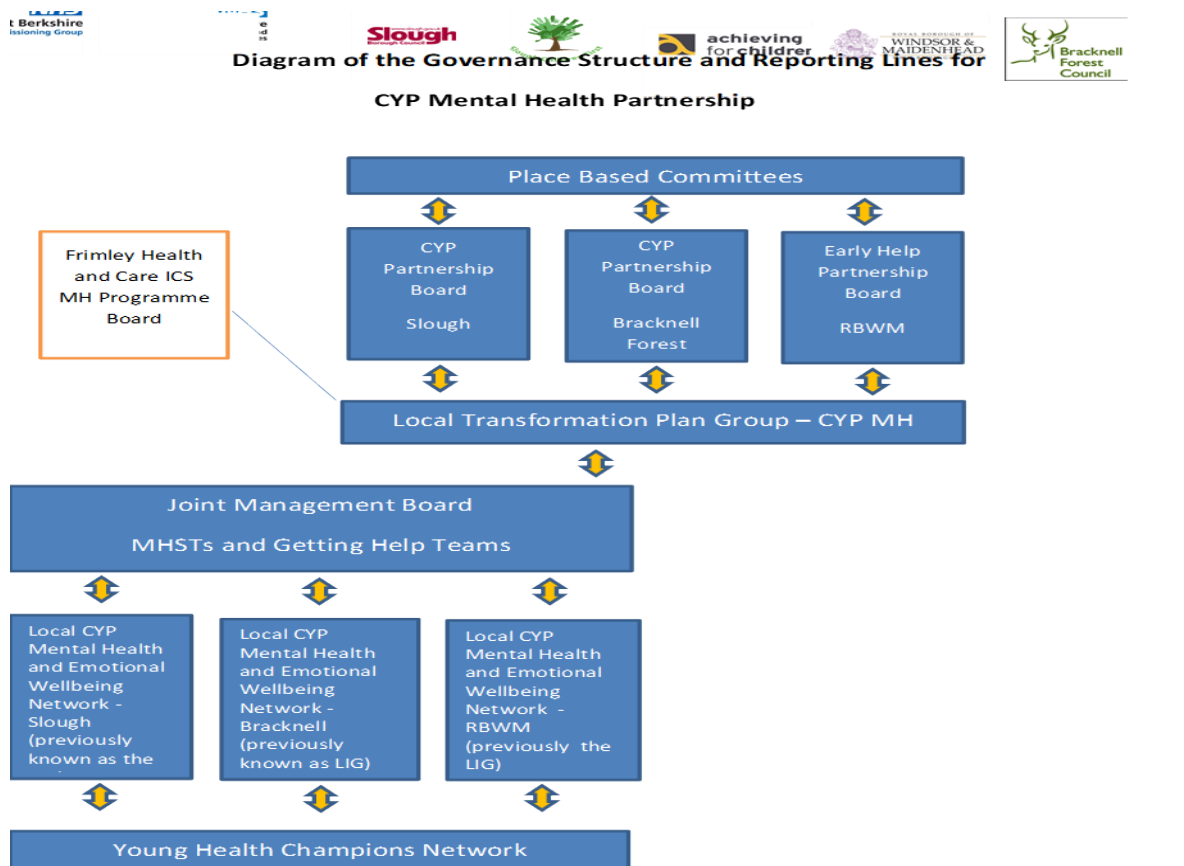 t Berkshire
issioning Group
Slough
Borough Council
achieving
for children
ROYAL BOROUGH OF
WINDSOR &
MAIDENHEAD
Bracknell
Forest
Council
Diagram of the Governance Structure and Reporting Lines for
CYP Mental Health Partnership
Place Based Committees
Frimley Health
and Care ICS
MH Programme
Board
CYP
Partnership
Board
Slough
CYP
Partnership
Board
Bracknell
Forest
Early Help
Partnership
Board
RBWM
Local Transformation Plan Group – CYP MH
Joint Management Board
MHSTs and Getting Help Teams
Local CYP
Mental Health
and Emotional
Wellbeing
Network -
Slough
(previously
known as the
Local CYP
Mental Health
and Emotional
Wellbeing
Network -
Bracknell
(previously
known as LIG)
Local CYP
Mental Health
and Emotional
Wellbeing
Network -
RBWM
(previously the
LIG)
Young Health Champions Network